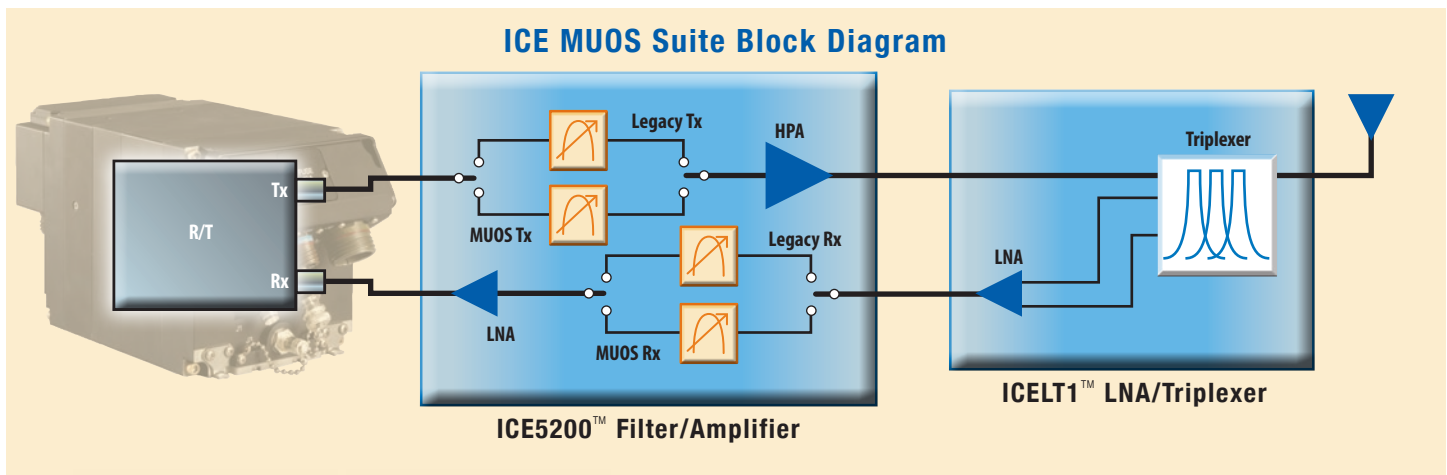 ICE MUOS Suite Block Diagram
Legacy Tx
HPA
Triplexer
Tx
R/T
MUOS Tx
Legacy Rx
Rx
LNA
LNA
MUOS Rx
ICELT1™ LNA/Triplexer
ICE5200™ Filter/Amplifier